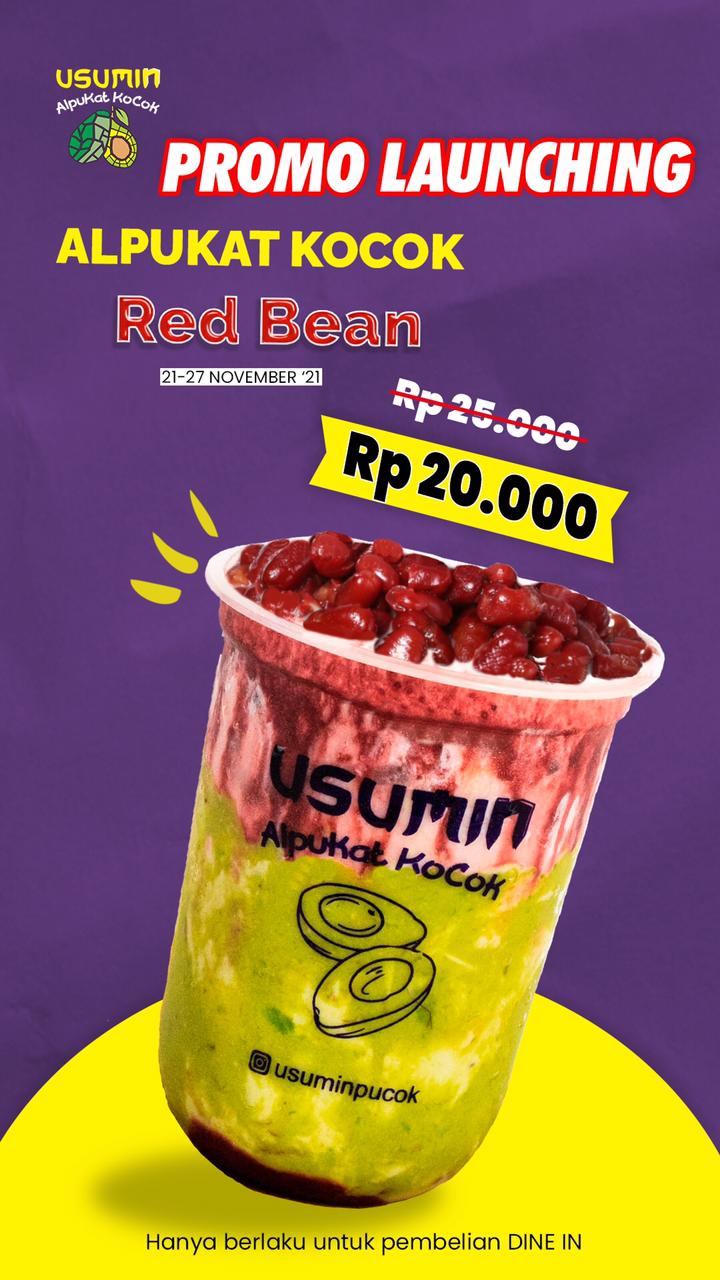 USUMIN
Alpukat KoCoK
PROMO LAUNCHING
ALPUKAT KOCOK
Red Bean
21-27 NOVEMBER ‘21
Rp 25.000
Rp 20.000
USUMIN
Alpukat KoCoK
usuminpucok
Hanya berlaku untuk pembelian DINE IN